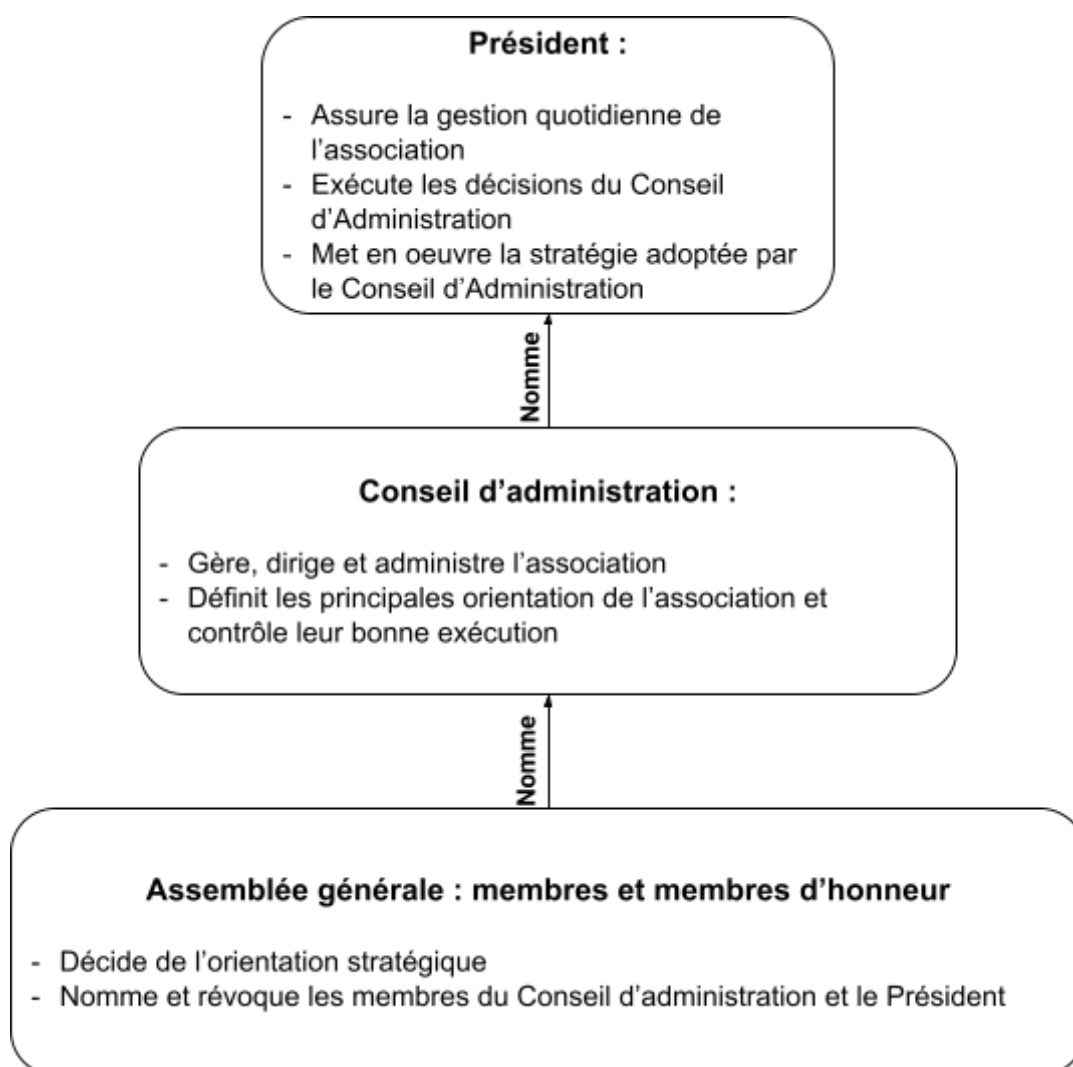 Président :
- Assure la gestion quotidienne de
l’association
- Exécute les décisions du Conseil
d’Administration
- Met en oeuvre la stratégie adoptée par
le Conseil d’Administration
Nomme
Conseil d’administration :
- Gère, dirige et administre l’association
- Définit les principales orientation de l’association et
contrôle leur bonne exécution
Nomme
Assemblée générale : membres et membres d’honneur
- Décide de l’orientation stratégique
- Nomme et révoque les membres du Conseil d’administration et le Président